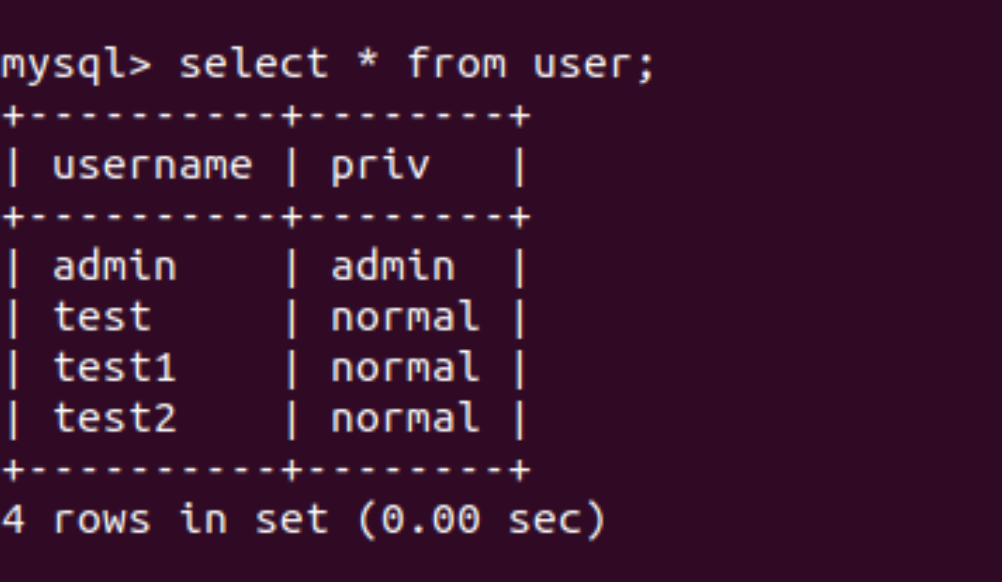 mysql> select * from user;
+----------+--------+
| username | priv   |
+----------+--------+
| admin    | admin  |
| test     | normal |
| test1    | normal |
| test2    | normal |
+----------+--------+
4 rows in set (0.00 sec)